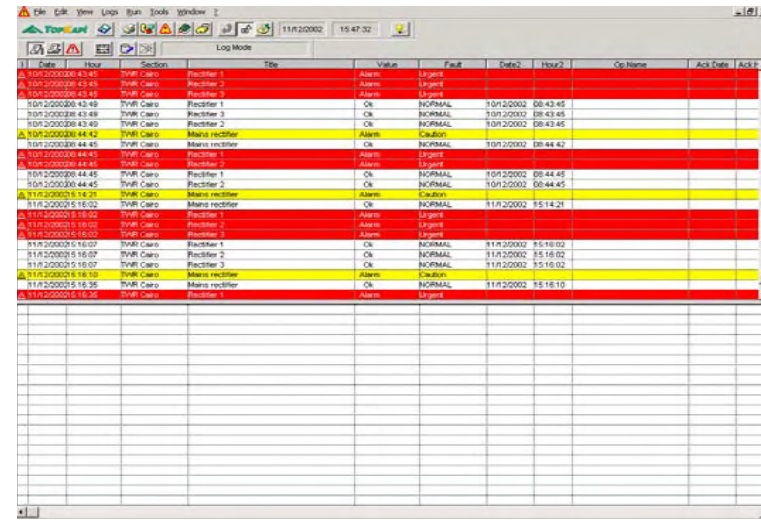 File Edit View Logs Run Tools Window ?
TOPKAPI 11/12/2002 15:47:32
Log Mode
! Date Hour Section Title Value Fault Date2 Hour2 Op.Name Ack Date Ack H
10/12/2002 08:43:45 TWR Cairo Rectifier 1 Alarm Urgent
10/12/2002 08:43:45 TWR Cairo Rectifier 2 Alarm Urgent
10/12/2002 08:43:45 TWR Cairo Rectifier 3 Alarm Urgent
10/12/2002 08:43:49 TWR Cairo Rectifier 1 Ok NORMAL 10/12/2002 08:43:45
10/12/2002 08:43:49 TWR Cairo Rectifier 3 Ok NORMAL 10/12/2002 08:43:45
10/12/2002 08:43:49 TWR Cairo Rectifier 2 Ok NORMAL 10/12/2002 08:43:45
10/12/2002 08:44:42 TWR Cairo Mains rectifier Alarm Caution
10/12/2002 08:44:45 TWR Cairo Mains rectifier Ok NORMAL 10/12/2002 08:44:42
10/12/2002 08:44:45 TWR Cairo Rectifier 1 Alarm Urgent
10/12/2002 08:44:45 TWR Cairo Rectifier 2 Alarm Urgent
10/12/2002 08:44:45 TWR Cairo Rectifier 1 Ok NORMAL 10/12/2002 08:44:45
10/12/2002 08:44:45 TWR Cairo Rectifier 2 Ok NORMAL 10/12/2002 08:44:45
11/12/2002 15:14:21 TWR Cairo Mains rectifier Alarm Caution
11/12/2002 15:16:02 TWR Cairo Mains rectifier Ok NORMAL 11/12/2002 15:14:21
11/12/2002 15:16:02 TWR Cairo Rectifier 1 Alarm Urgent
11/12/2002 15:16:02 TWR Cairo Rectifier 2 Alarm Urgent
11/12/2002 15:16:02 TWR Cairo Rectifier 3 Alarm Urgent
11/12/2002 15:16:07 TWR Cairo Rectifier 1 Ok NORMAL 11/12/2002 15:16:02
11/12/2002 15:16:07 TWR Cairo Rectifier 2 Ok NORMAL 11/12/2002 15:16:02
11/12/2002 15:16:07 TWR Cairo Rectifier 3 Ok NORMAL 11/12/2002 15:16:02
11/12/2002 15:16:10 TWR Cairo Mains rectifier Alarm Caution
11/12/2002 15:16:35 TWR Cairo Mains rectifier Ok NORMAL 11/12/2002 15:16:10
11/12/2002 15:16:35 TWR Cairo Rectifier 1 Alarm Urgent